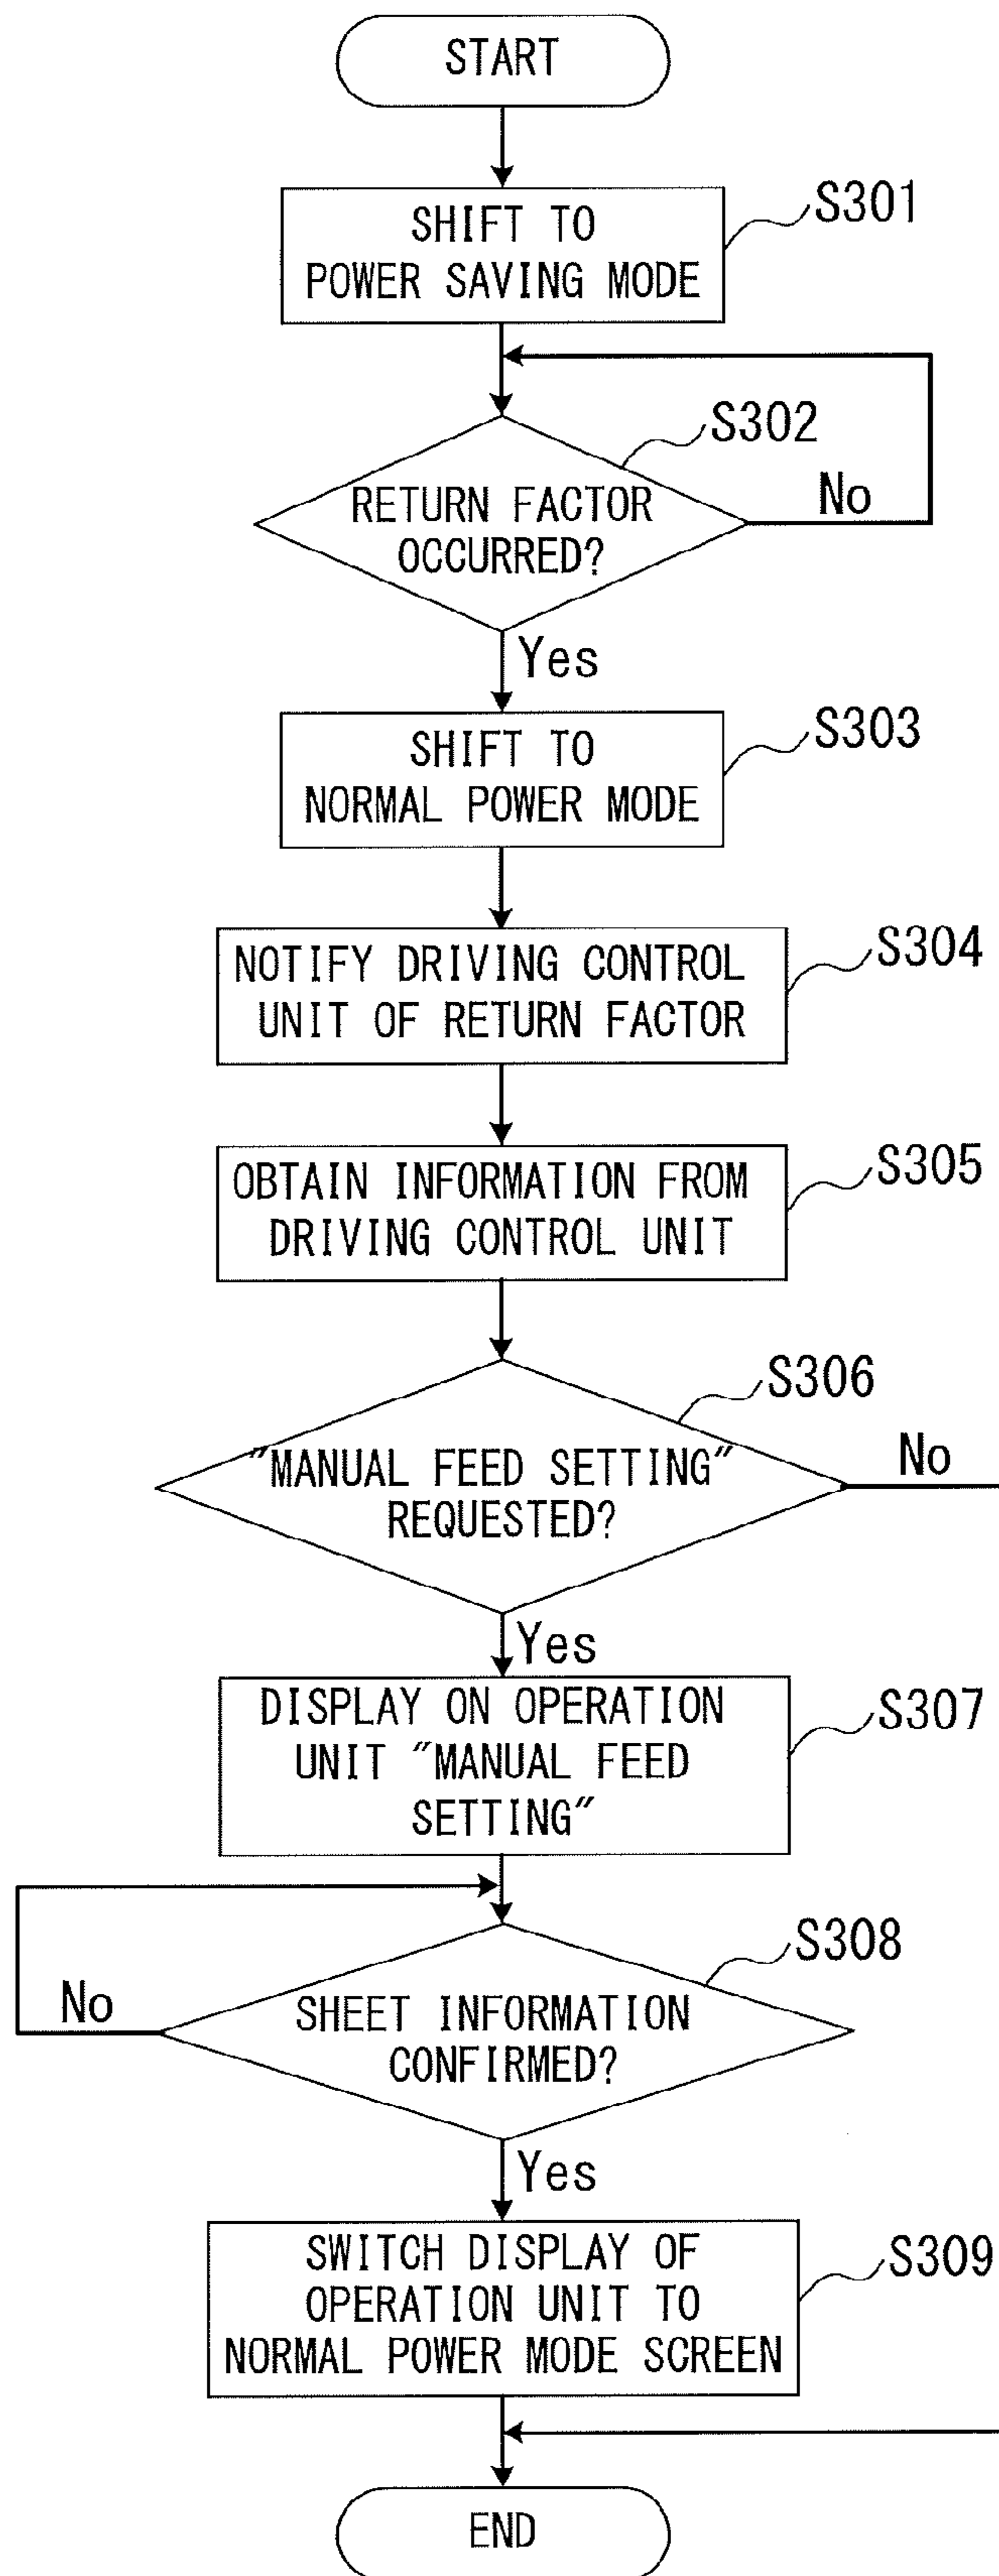 START
SHIFT TO
POWER SAVING MODE
S301
S302
RETURN FACTOR
OCCURRED?
No
Yes
SHIFT TO
NORMAL POWER MODE
S303
NOTIFY DRIVING CONTROL
UNIT OF RETURN FACTOR
S304
OBTAIN INFORMATION FROM
DRIVING CONTROL UNIT
S305
S306
"MANUAL FEED SETTING"
REQUESTED?
No
Yes
DISPLAY ON OPERATION
UNIT "MANUAL FEED
SETTING"
S307
S308
SHEET INFORMATION
CONFIRMED?
No
Yes
SWITCH DISPLAY OF
OPERATION UNIT TO
NORMAL POWER MODE SCREEN
S309
END